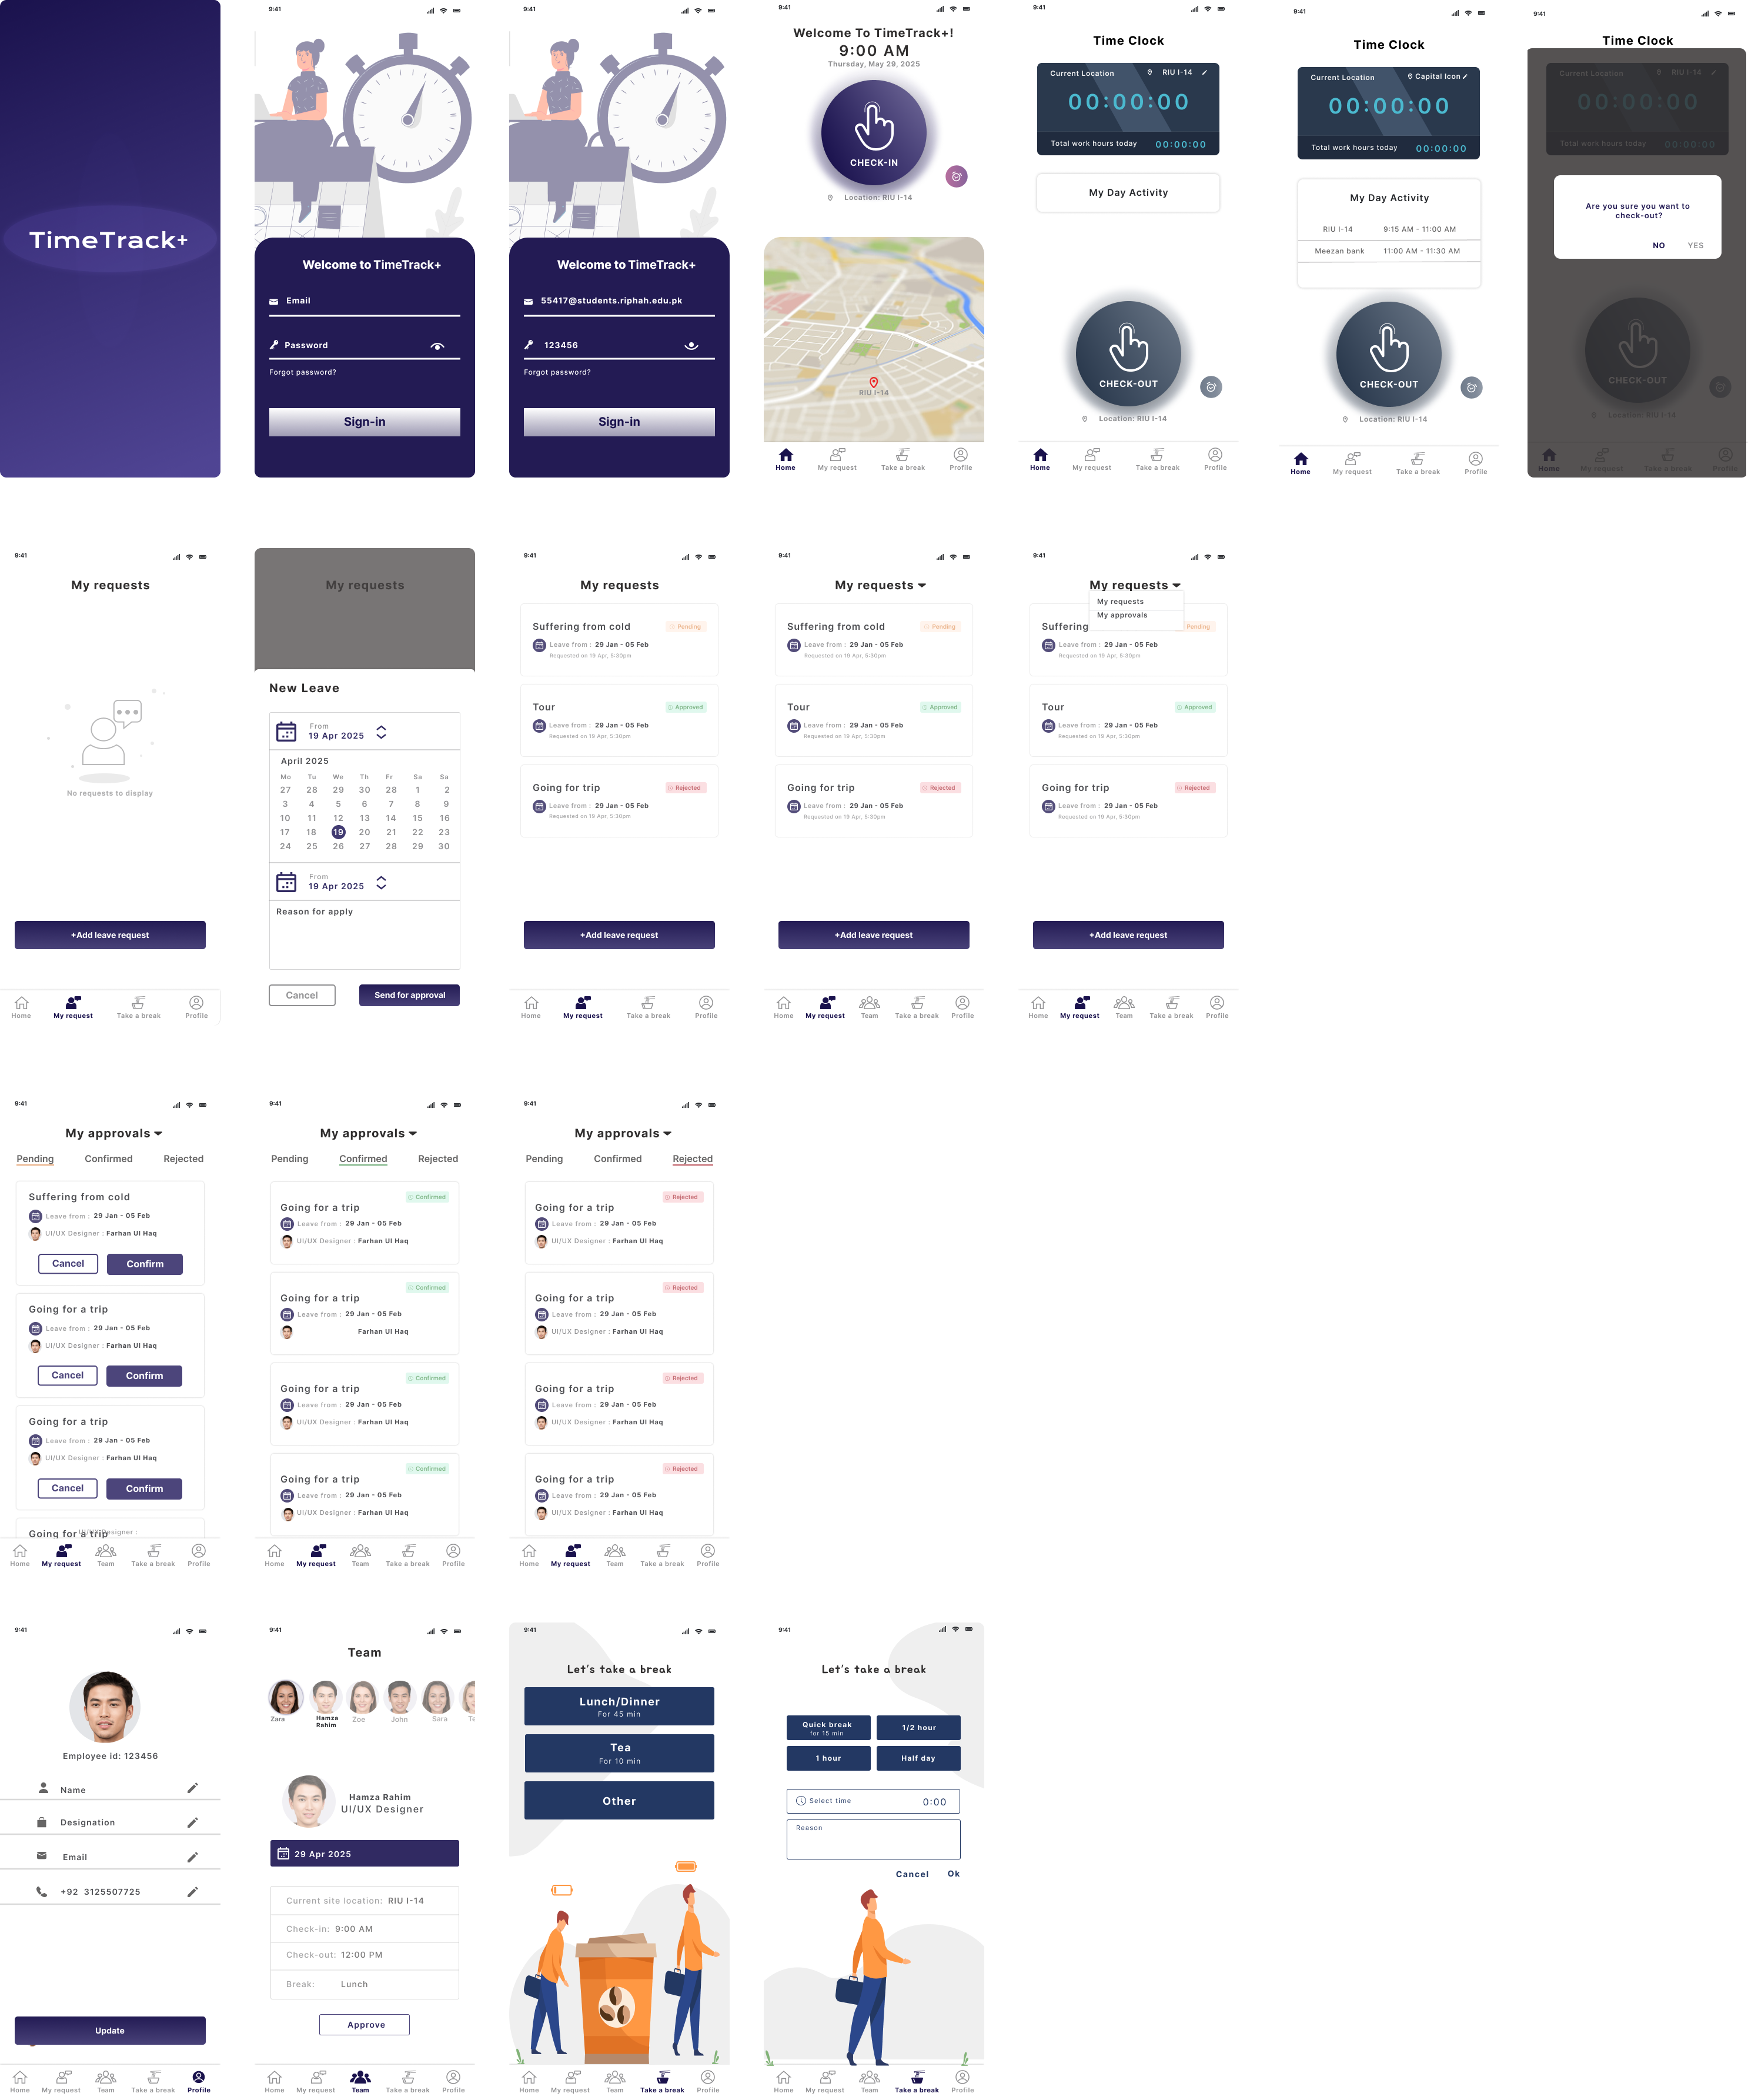 TimeTrack+
9:41
Welcome to TimeTrack+
Email
Password
Forgot password?
Sign-in
9:41
Welcome to TimeTrack+
55417@students.riphah.edu.pk
123456
Forgot password?
Sign-in
9:41
Welcome To TimeTrack+!
9:00 AM
Thursday, May 29, 2025
CHECK-IN
Location: RIU I-14
RIU I-14
Home My request Take a break Profile
9:41
Time Clock
Current Location RIU I-14
00:00:00
Total work hours today 00:00:00
My Day Activity
CHECK-OUT
Location: RIU I-14
Home My request Take a break Profile
9:41
Time Clock
Current Location Capital Icon
00:00:00
Total work hours today 00:00:00
My Day Activity
RIU I-14 9:15 AM - 11:00 AM
Meezan bank 11:00 AM - 11:30 AM
CHECK-OUT
Location: RIU I-14
Home My request Take a break Profile
9:41
Time Clock
Current Location RIU I-14
00:00:00
Total work hours today 00:00:00
Are you sure you want to
check-out?
NO YES
CHECK-OUT
Location: RIU I-14
Home My request Take a break Profile
9:41
My requests
No requests to display
+Add leave request
Home My request Take a break Profile
My requests
New Leave
From
19 Apr 2025
April 2025
Mo Tu We Th Fr Sa Sa
27 28 29 30 28 1 2
3 4 5 6 7 8 9
10 11 12 13 14 15 16
17 18 19 20 21 22 23
24 25 26 27 28 29 30
From
19 Apr 2025
Reason for apply
Cancel Send for approval
9:41
My requests
Suffering from cold Pending
Leave from : 29 Jan - 05 Feb
Requested on 19 Apr, 5:30pm
Tour Approved
Leave from : 29 Jan - 05 Feb
Requested on 19 Apr, 5:30pm
Going for trip Rejected
Leave from : 29 Jan - 05 Feb
Requested on 19 Apr, 5:30pm
+Add leave request
Home My request Take a break Profile
9:41
My requests
Suffering from cold Pending
Leave from : 29 Jan - 05 Feb
Requested on 19 Apr, 5:30pm
Tour Approved
Leave from : 29 Jan - 05 Feb
Requested on 19 Apr, 5:30pm
Going for trip Rejected
Leave from : 29 Jan - 05 Feb
Requested on 19 Apr, 5:30pm
+Add leave request
Home My request Team Take a break Profile
9:41
My requests
My requests
My approvals
Suffering Pending
Leave from : 29 Jan - 05 Feb
Requested on 19 Apr, 5:30pm
Tour Approved
Leave from : 29 Jan - 05 Feb
Requested on 19 Apr, 5:30pm
Going for trip Rejected
Leave from : 29 Jan - 05 Feb
Requested on 19 Apr, 5:30pm
+Add leave request
Home My request Team Take a break Profile
9:41
My approvals
Pending Confirmed Rejected
Suffering from cold
Leave from : 29 Jan - 05 Feb
UI/UX Designer : Farhan Ul Haq
Cancel Confirm
Going for a trip
Leave from : 29 Jan - 05 Feb
UI/UX Designer : Farhan Ul Haq
Cancel Confirm
Going for a trip
Leave from : 29 Jan - 05 Feb
UI/UX Designer : Farhan Ul Haq
Cancel Confirm
Going for a trip
UI/UX Designer :
Home My request Team Take a break Profile
9:41
My approvals
Pending Confirmed Rejected
Confirmed
Going for a trip
Leave from : 29 Jan - 05 Feb
UI/UX Designer : Farhan Ul Haq
Confirmed
Going for a trip
Leave from : 29 Jan - 05 Feb
Farhan Ul Haq
Confirmed
Going for a trip
Leave from : 29 Jan - 05 Feb
UI/UX Designer : Farhan Ul Haq
Confirmed
Going for a trip
Leave from : 29 Jan - 05 Feb
UI/UX Designer : Farhan Ul Haq
Home My request Team Take a break Profile
9:41
My approvals
Pending Confirmed Rejected
Rejected
Going for a trip
Leave from : 29 Jan - 05 Feb
UI/UX Designer : Farhan Ul Haq
Rejected
Going for a trip
Leave from : 29 Jan - 05 Feb
UI/UX Designer : Farhan Ul Haq
Rejected
Going for a trip
Leave from : 29 Jan - 05 Feb
UI/UX Designer : Farhan Ul Haq
Rejected
Going for a trip
Leave from : 29 Jan - 05 Feb
UI/UX Designer : Farhan Ul Haq
Home My request Team Take a break Profile
9:41
Employee id: 123456
Name
Designation
Email
+92 3125507725
Update
Home My request Team Take a break Profile
9:41
Team
Zara Hamza Rahim Zoe John Sara Te
Hamza Rahim
UI/UX Designer
29 Apr 2025
Current site location: RIU I-14
Check-in: 9:00 AM
Check-out: 12:00 PM
Break: Lunch
Approve
Home My request Team Take a break Profile
9:41
Let's take a break
Lunch/Dinner
For 45 min
Tea
For 10 min
Other
Home My request Team Take a break Profile
9:41
Let's take a break
Quick break
for 15 min
1/2 hour
1 hour Half day
Select time 0:00
Reason
Cancel Ok
Home My request Team Take a break Profile